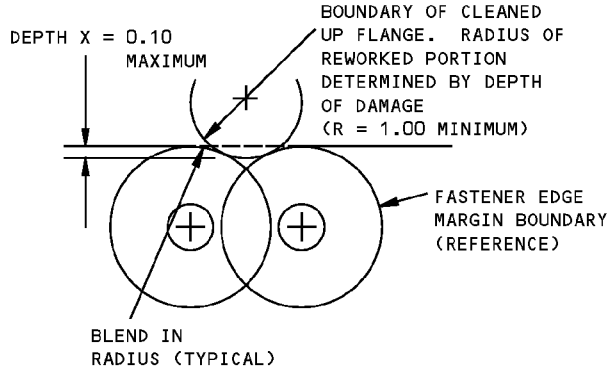 BOUNDARY OF CLEANED
UP FLANGE. RADIUS OF
REWORKED PORTION
DETERMINED BY DEPTH
OF DAMAGE
(R = 1.00 MINIMUM)
DEPTH X = 0.10
MAXIMUM
FASTENER EDGE
MARGIN BOUNDARY
(REFERENCE)
BLEND IN
RADIUS (TYPICAL)